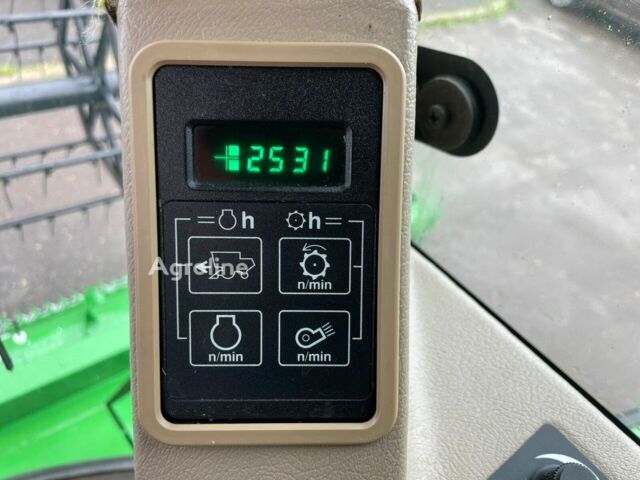 2531
=h h=
Agroline
n/min
n/min n/min